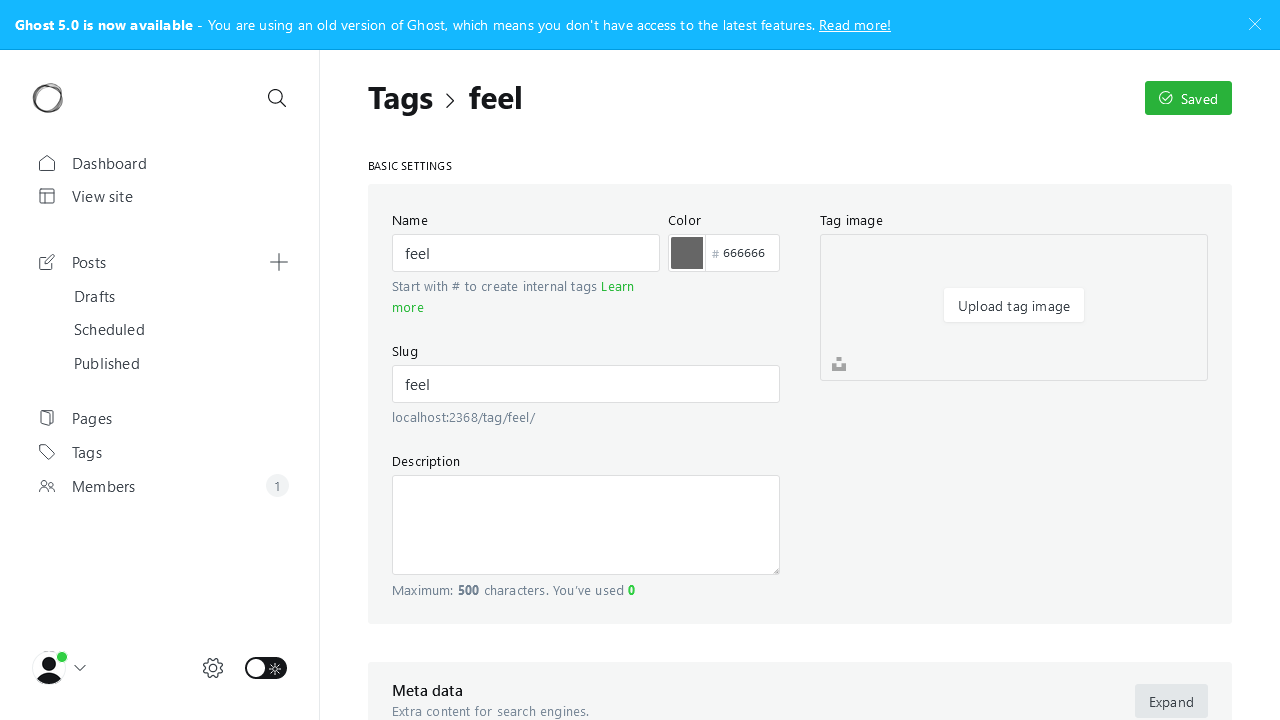 Ghost 5.0 is now available - You are using an old version of Ghost, which means you don't have access to the latest features. Read more!
Dashboard
View site
Posts
Drafts
Scheduled
Published
Pages
Tags
Members
1
Tags > feel
Saved
BASIC SETTINGS
Name
feel
Start with # to create internal tags Learn
more
Color
# 666666
Slug
feel
localhost:2368/tag/feel/
Description
Maximum: 500 characters. You've used 0
Tag image
Upload tag image
Meta data
Extra content for search engines.
Expand